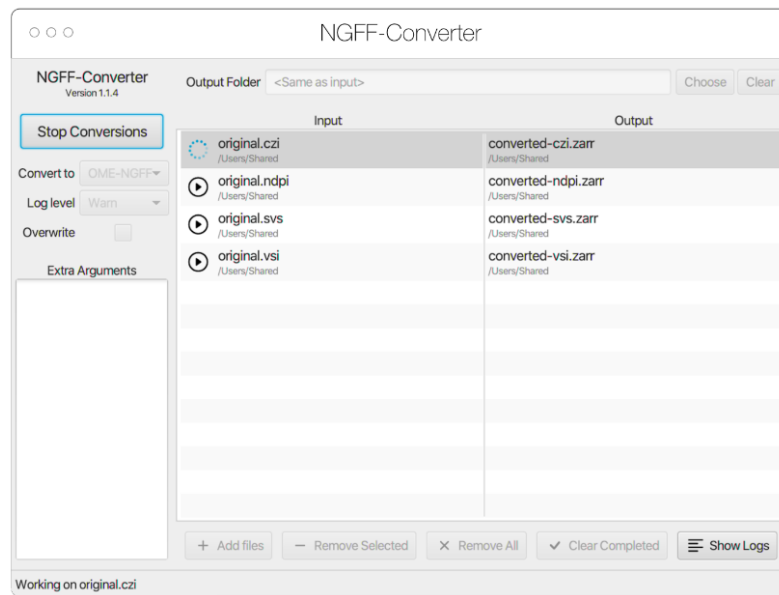 NGFF-Converter
NGFF-Converter
Version 1.1.4
Output Folder <Same as input> Choose Clear
Stop Conversions
Convert to OME-NGFF
Log level Warn
Overwrite
Extra Arguments
Input Output
original.czi converted-czi.zarr
/Users/Shared /Users/Shared
original.ndpi converted-ndpi.zarr
/Users/Shared /Users/Shared
original.svs converted-svs.zarr
/Users/Shared /Users/Shared
original.vsi converted-vsi.zarr
/Users/Shared /Users/Shared
+ Add files − Remove Selected × Remove All ✓ Clear Completed Show Logs
Working on original.czi